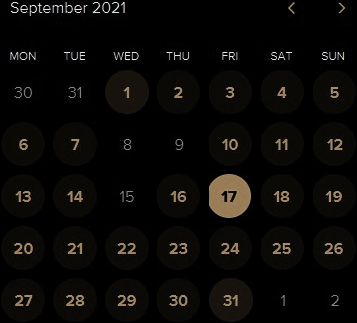 September 2021
MON TUE WED THU FRI SAT SUN
30 31 1 2 3 4 5
6 7 8 9 10 11 12
13 14 15 16 17 18 19
20 21 22 23 24 25 26
27 28 29 30 31 1 2